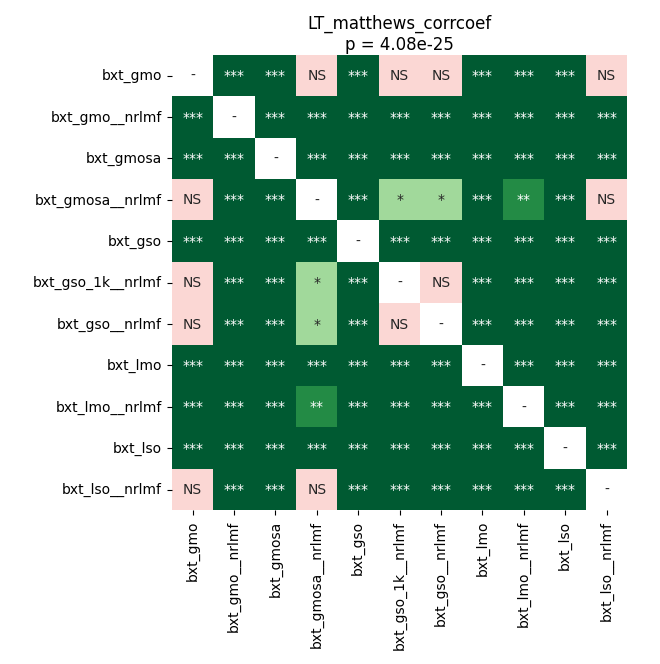 LT_matthews_corrcoef
p = 4.08e-25
bxt_gmo - *** *** NS *** NS NS *** *** *** NS
bxt_gmo__nrlmf *** - *** *** *** *** *** *** *** *** ***
bxt_gmosa *** *** - *** *** *** *** *** *** *** ***
bxt_gmosa__nrlmf NS *** *** - *** * * *** ** *** NS
bxt_gso *** *** *** *** - *** *** *** *** *** ***
bxt_gso_1k__nrlmf NS *** *** * *** - NS *** *** *** ***
bxt_gso__nrlmf NS *** *** * *** NS - *** *** *** ***
bxt_lmo *** *** *** *** *** *** *** - *** *** ***
bxt_lmo__nrlmf *** *** *** ** *** *** *** *** - *** ***
bxt_lso *** *** *** *** *** *** *** *** *** - ***
bxt_lso__nrlmf NS *** *** NS *** *** *** *** *** *** -
bxt_gmo
bxt_gmo__nrlmf
bxt_gmosa
bxt_gmosa__nrlmf
bxt_gso
bxt_gso_1k__nrlmf
bxt_gso__nrlmf
bxt_lmo
bxt_lmo__nrlmf
bxt_lso
bxt_lso__nrlmf